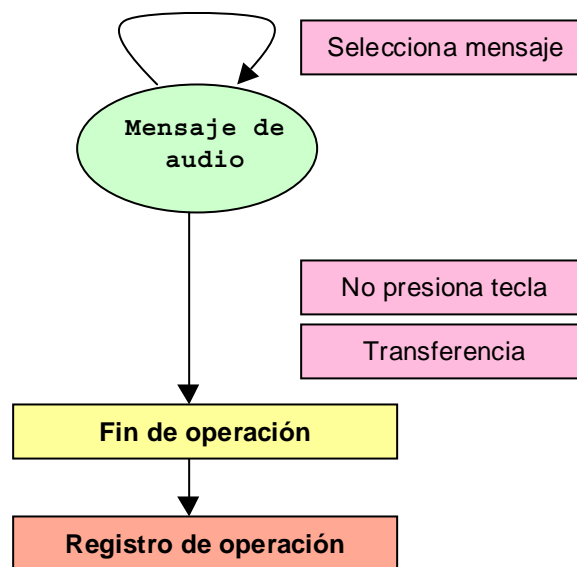 Selecciona mensaje
Mensaje de
audio
No presiona tecla
Transferencia
Fin de operación
Registro de operación